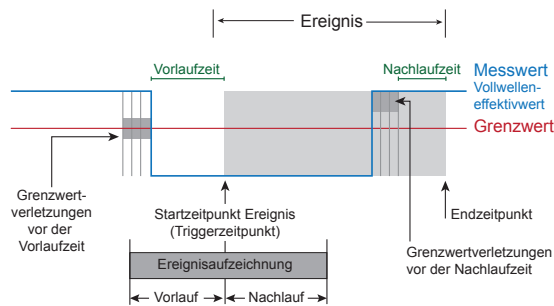 Ereignis
Vorlaufzeit
Nachlaufzeit
Messwert
Vollwellen-
effektivwert
Grenzwert
Grenzwert-
verletzungen
vor der
Vorlaufzeit
Startzeitpunkt Ereignis
(Triggerzeitpunkt)
Endzeitpunkt
Grenzwertverletzungen
vor der Nachlaufzeit
Ereignisaufzeichnung
Vorlauf
Nachlauf